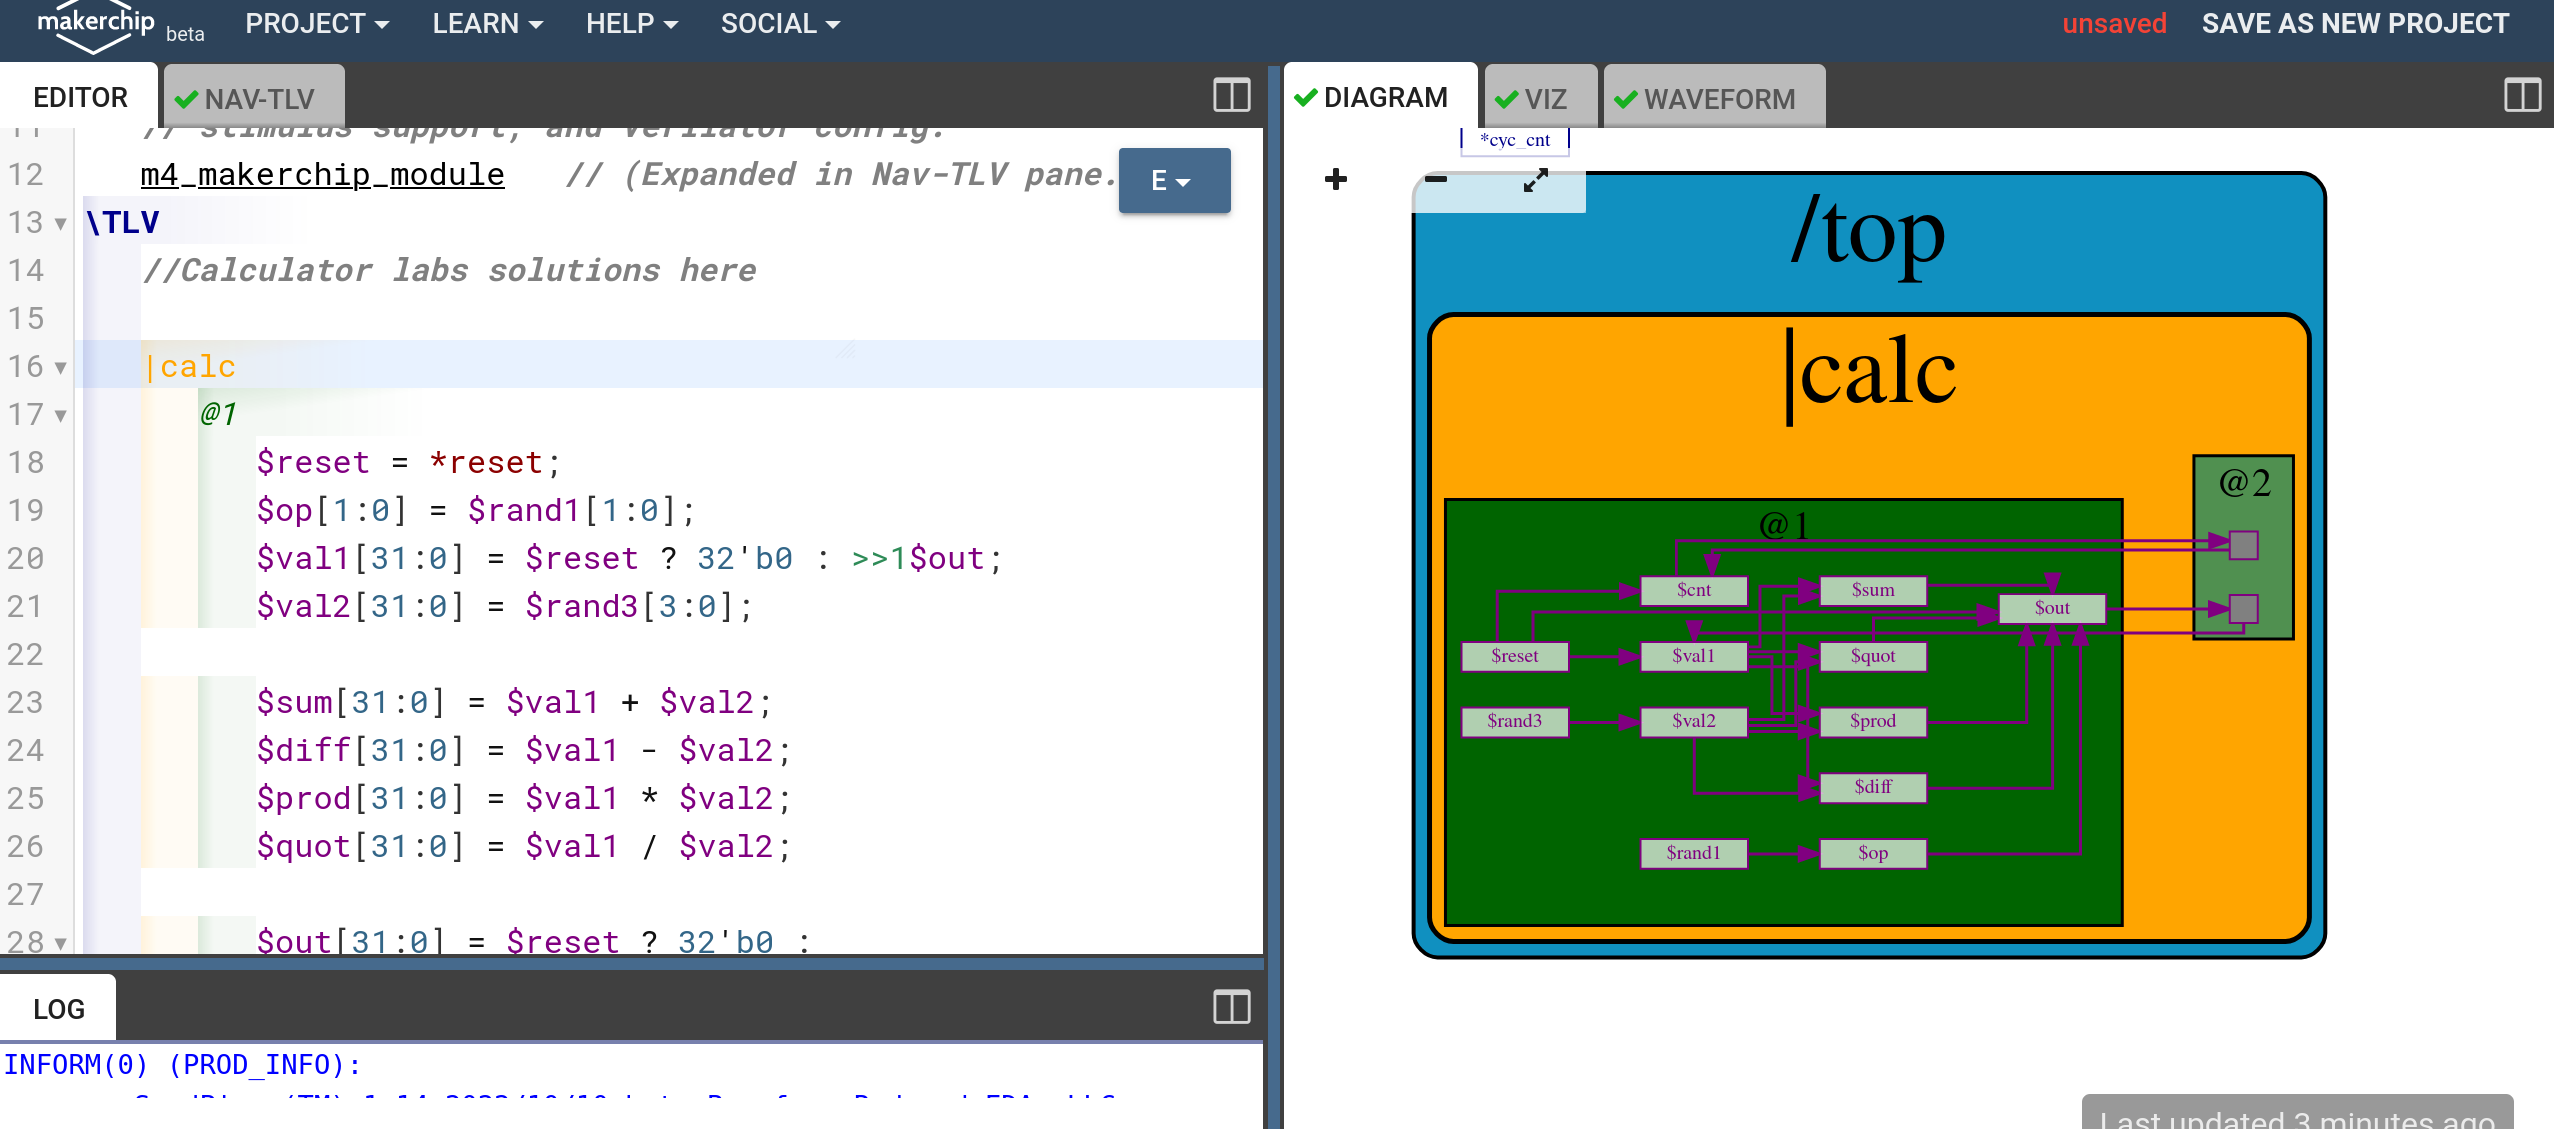 makerchip beta PROJECT LEARN HELP SOCIAL unsaved SAVE AS NEW PROJECT
EDITOR NAV-TLV
11 // stimulus support, and Verilator config.
12 m4_makerchip_module // (Expanded in Nav-TLV pane.
E
13 \TLV
14 //Calculator labs solutions here
15
16 |calc
17 @1
18 $reset = *reset;
19 $op[1:0] = $rand1[1:0];
20 $val1[31:0] = $reset ? 32'b0 : >>1$out;
21 $val2[31:0] = $rand3[3:0];
22
23 $sum[31:0] = $val1 + $val2;
24 $diff[31:0] = $val1 - $val2;
25 $prod[31:0] = $val1 * $val2;
26 $quot[31:0] = $val1 / $val2;
27
28 $out[31:0] = $reset ? 32'b0 :
LOG
INFORM(0) (PROD_INFO):
DIAGRAM VIZ WAVEFORM
*cyc_cnt
/top
|calc
@1
@2
$cnt $sum
$out
$reset $val1 $quot
$rand3 $val2 $prod
$diff
$rand1 $op
Last updated 3 minutes ago